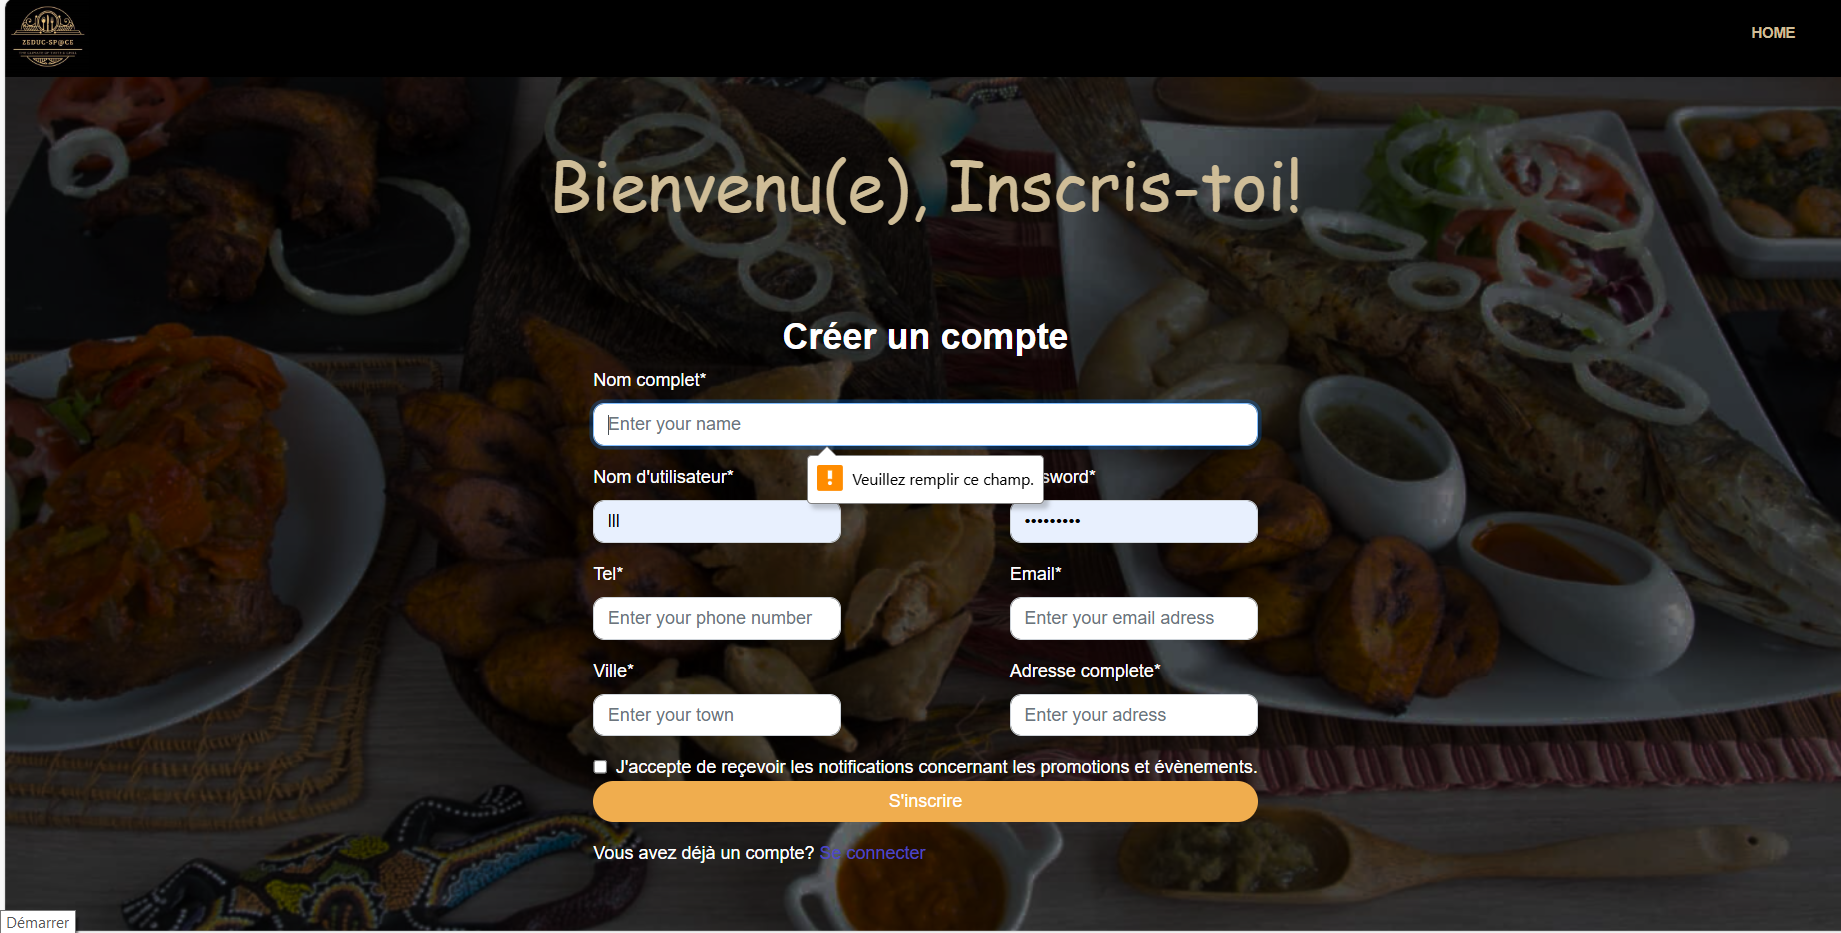 ZEDUC-SP@CE
HOME
Bienvenu(e), Inscris-toi!
Créer un compte
Nom complet*
Enter your name
Veuillez remplir ce champ.
Nom d'utilisateur*
sword*
lll
•••••••••
Tel*
Email*
Enter your phone number
Enter your email adress
Ville*
Adresse complete*
Enter your town
Enter your adress
J'accepte de reçevoir les notifications concernant les promotions et évènements.
S'inscrire
Vous avez déjà un compte? Se connecter
Démarrer